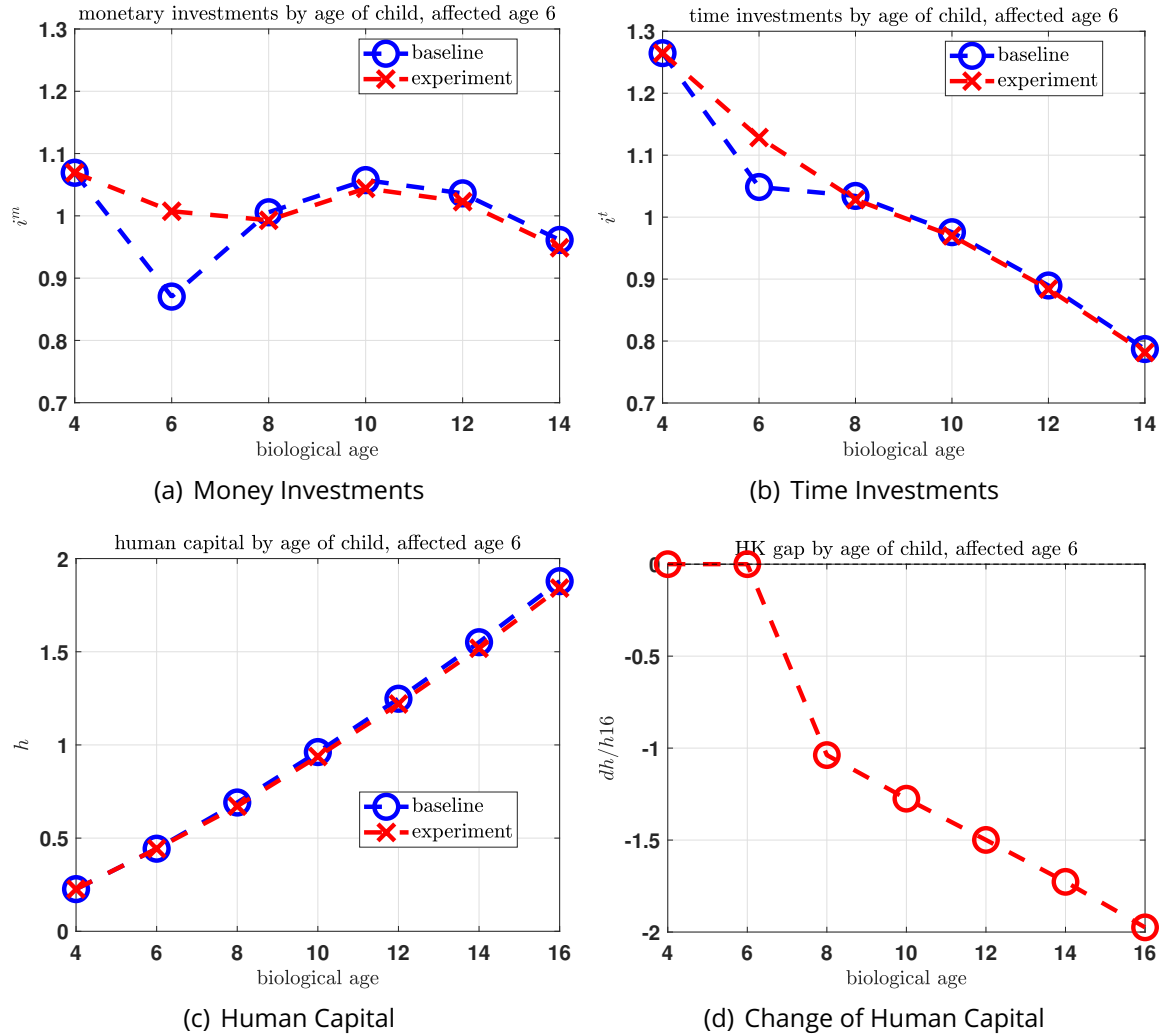 monetary investments by age of child, affected age 6
1.3
1.2
1.1
1
0.9
0.8
0.7
i^m
baseline
experiment
4 6 8 10 12 14
biological age
(a) Money Investments
time investments by age of child, affected age 6
1.3
1.2
1.1
1
0.9
0.8
0.7
i^t
baseline
experiment
4 6 8 10 12 14
biological age
(b) Time Investments
human capital by age of child, affected age 6
2
1.5
1
0.5
0
h
baseline
experiment
4 6 8 10 12 14 16
biological age
(c) Human Capital
HK gap by age of child, affected age 6
0
-0.5
-1
-1.5
-2
dh/h16
4 6 8 10 12 14 16
biological age
(d) Change of Human Capital